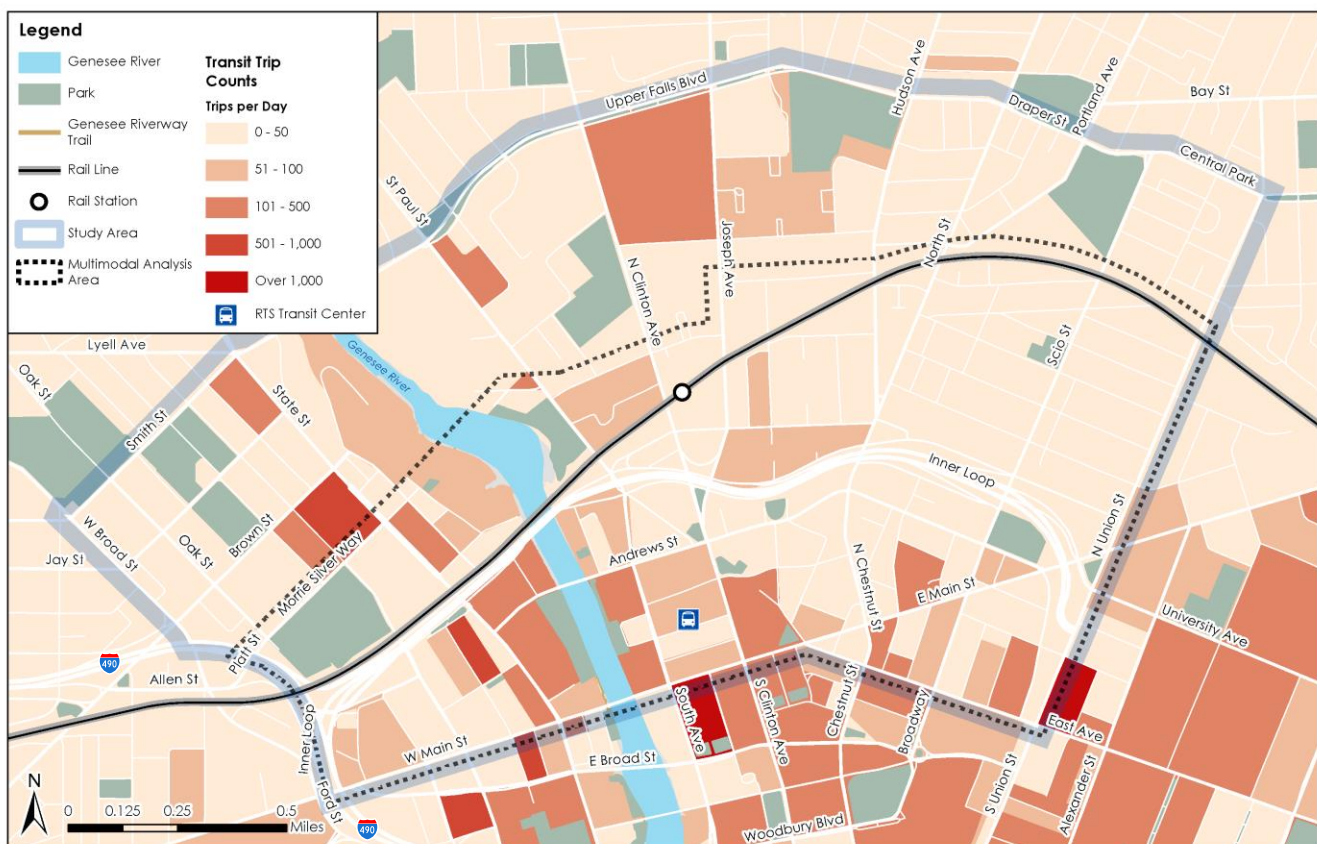 Legend
Genesee River
Park
Genesee Riverway
Trail
Rail Line
Rail Station
Study Area
Multimodal Analysis
Area
Transit Trip
Counts
Trips per Day
0 - 50
51 - 100
101 - 500
501 - 1,000
Over 1,000
RTS Transit Center
Upper Falls Blvd
Hudson Ave
Draper St
Portland Ave
Bay St
Central Park
St Paul St
N Clinton Ave
Joseph Ave
North St
Scio St
Lyell Ave
Oak St
Smith St
State St
Genesee River
W Broad St
Oak St
Brown St
Jay St
Morrie Silver Way
Platt St
Allen St
490
Inner Loop
Ford St
490
W Main St
Andrews St
Inner Loop
N Union St
N Chestnut St
E Main St
University Ave
South Ave
S Clinton Ave
Chestnut St
Broadway
East Ave
E Broad St
S Union St
Alexander St
Woodbury Blvd
N
0
0.125
0.25
0.5
Miles